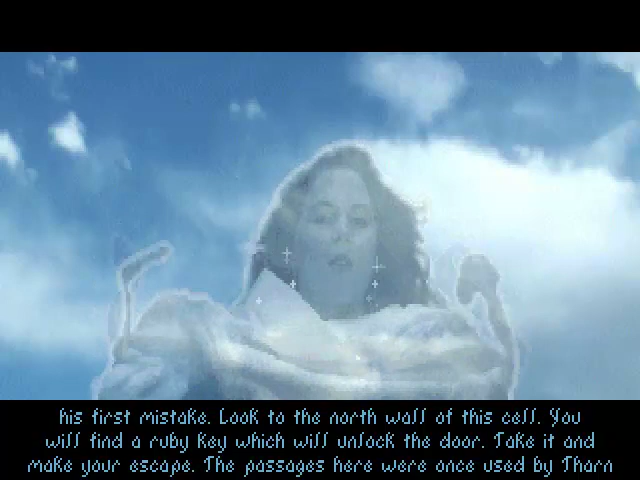 his first mistake. Look to the north wall of this cell. You
will find a ruby key which will unlock the door. Take it and
make your escape. The passages here were once used by Tharn